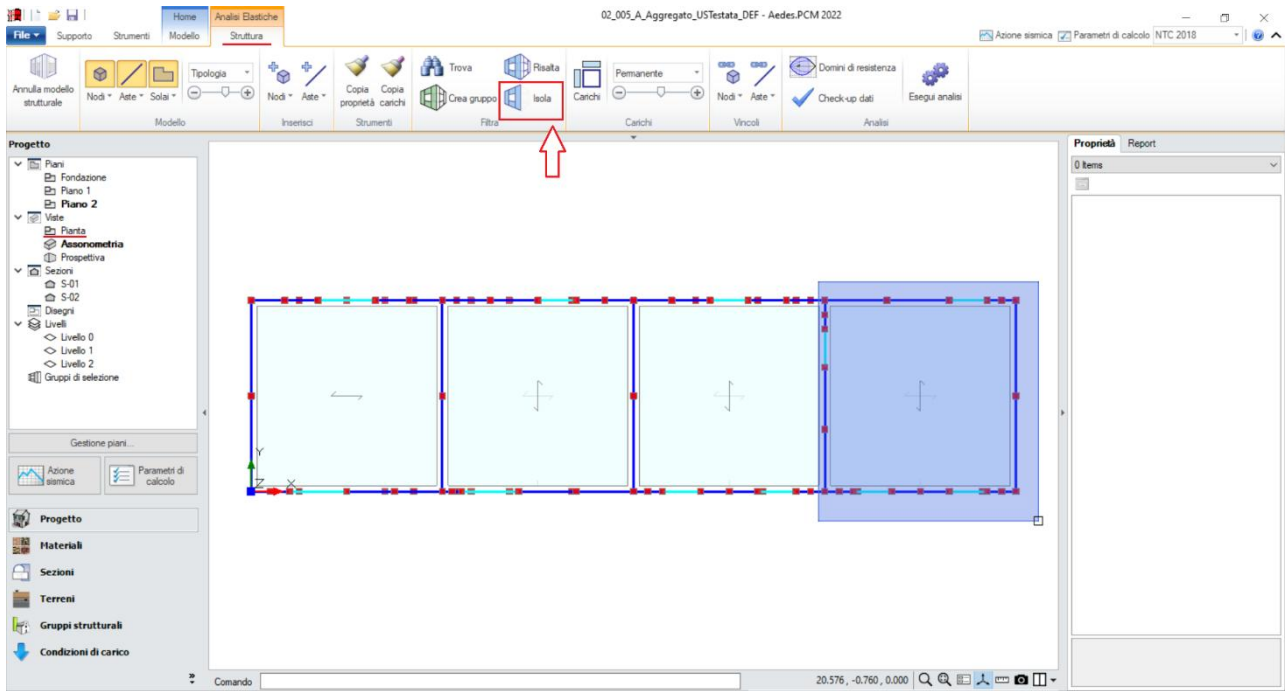 Home
Analisi Elastiche
02_005_A_Aggregato_USTestata_DEF - Aedes.PCM 2022
File
Supporto
Strumenti
Modello
Struttura
Azione sismica
Parametri di calcolo
NTC 2018
Annulla modello
strutturale
Nodi
Aste
Solai
Tipologia
Modello
Nodi
Aste
Inserisci
Copia
proprietà
Copia
carichi
Strumenti
Trova
Crea gruppo
Risalta
Isola
Filtra
Carichi
Permanente
Carichi
Nodi
Aste
Vincoli
Domini di resistenza
Check-up dati
Esegui analisi
Analisi
Progetto
Piani
Fondazione
Piano 1
Piano 2
Viste
Pianta
Assonometria
Prospettiva
Sezioni
S-01
S-02
Disegni
Livelli
Livello 0
Livello 1
Livello 2
Gruppi di selezione
Gestione piani...
Azione
sismica
Parametri di
calcolo
Progetto
Materiali
Sezioni
Terreni
Gruppi strutturali
Condizioni di carico
Y
Z
X
Proprietà
Report
0 Items
Comando
20.576 , -0.760 , 0.000